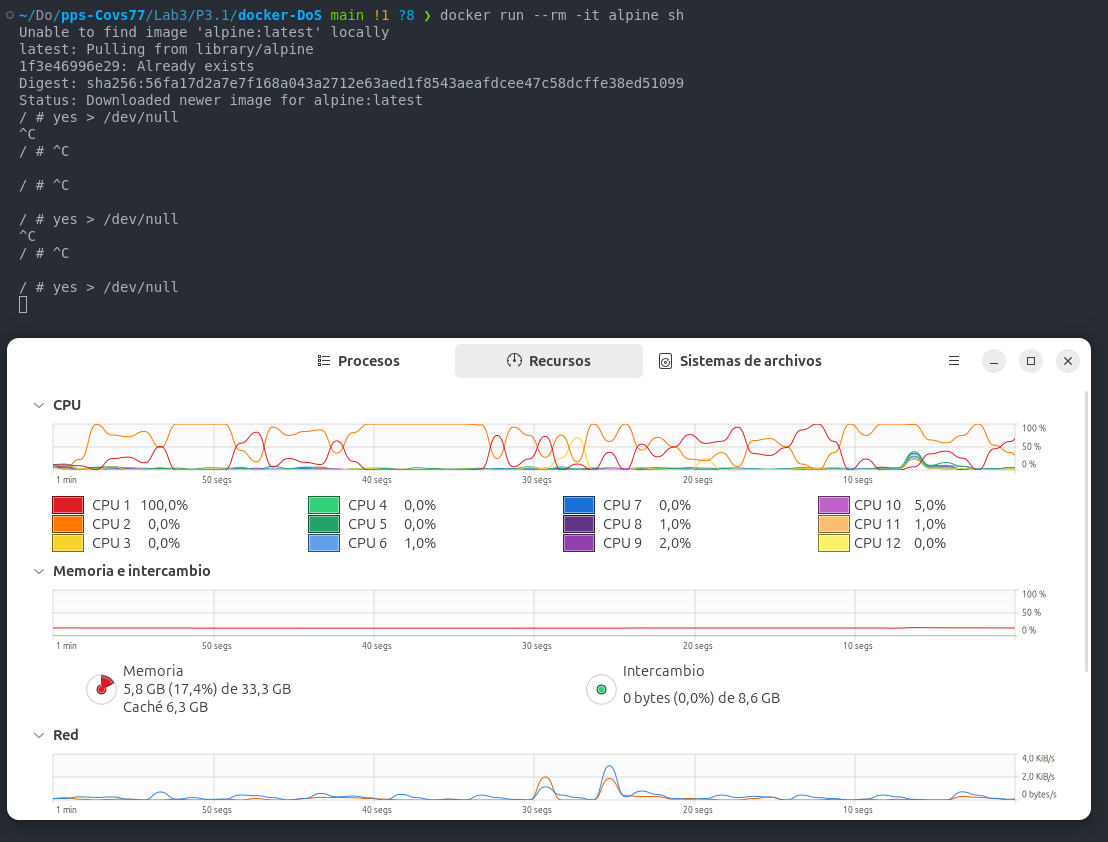 ~/Do/pps-Covs77/Lab3/P3.1/docker-DoS main !1 ?8 ❯ docker run --rm -it alpine sh
Unable to find image 'alpine:latest' locally
latest: Pulling from library/alpine
1f3e46996e29: Already exists
Digest: sha256:56fa17d2a7e7f168a043a2712e63aed1f8543aeafdcee47c58dcffe38ed51099
Status: Downloaded newer image for alpine:latest
/ # yes > /dev/null
^C
/ # ^C
/ # ^C
/ # yes > /dev/null
^C
/ # ^C
/ # yes > /dev/null
Procesos Recursos Sistemas de archivos
CPU
100 %
50 %
0 %
1 min 50 segs 40 segs 30 segs 20 segs 10 segs
CPU 1 100,0% CPU 4 0,0% CPU 7 0,0% CPU 10 5,0%
CPU 2 0,0% CPU 5 0,0% CPU 8 1,0% CPU 11 1,0%
CPU 3 0,0% CPU 6 1,0% CPU 9 2,0% CPU 12 0,0%
Memoria e intercambio
100 %
50 %
0 %
1 min 50 segs 40 segs 30 segs 20 segs 10 segs
Memoria
5,8 GB (17,4%) de 33,3 GB
Caché 6,3 GB
Intercambio
0 bytes (0,0%) de 8,6 GB
Red
4,0 KiB/s
2,0 KiB/s
0 bytes/s
1 min 50 segs 40 segs 30 segs 20 segs 10 segs